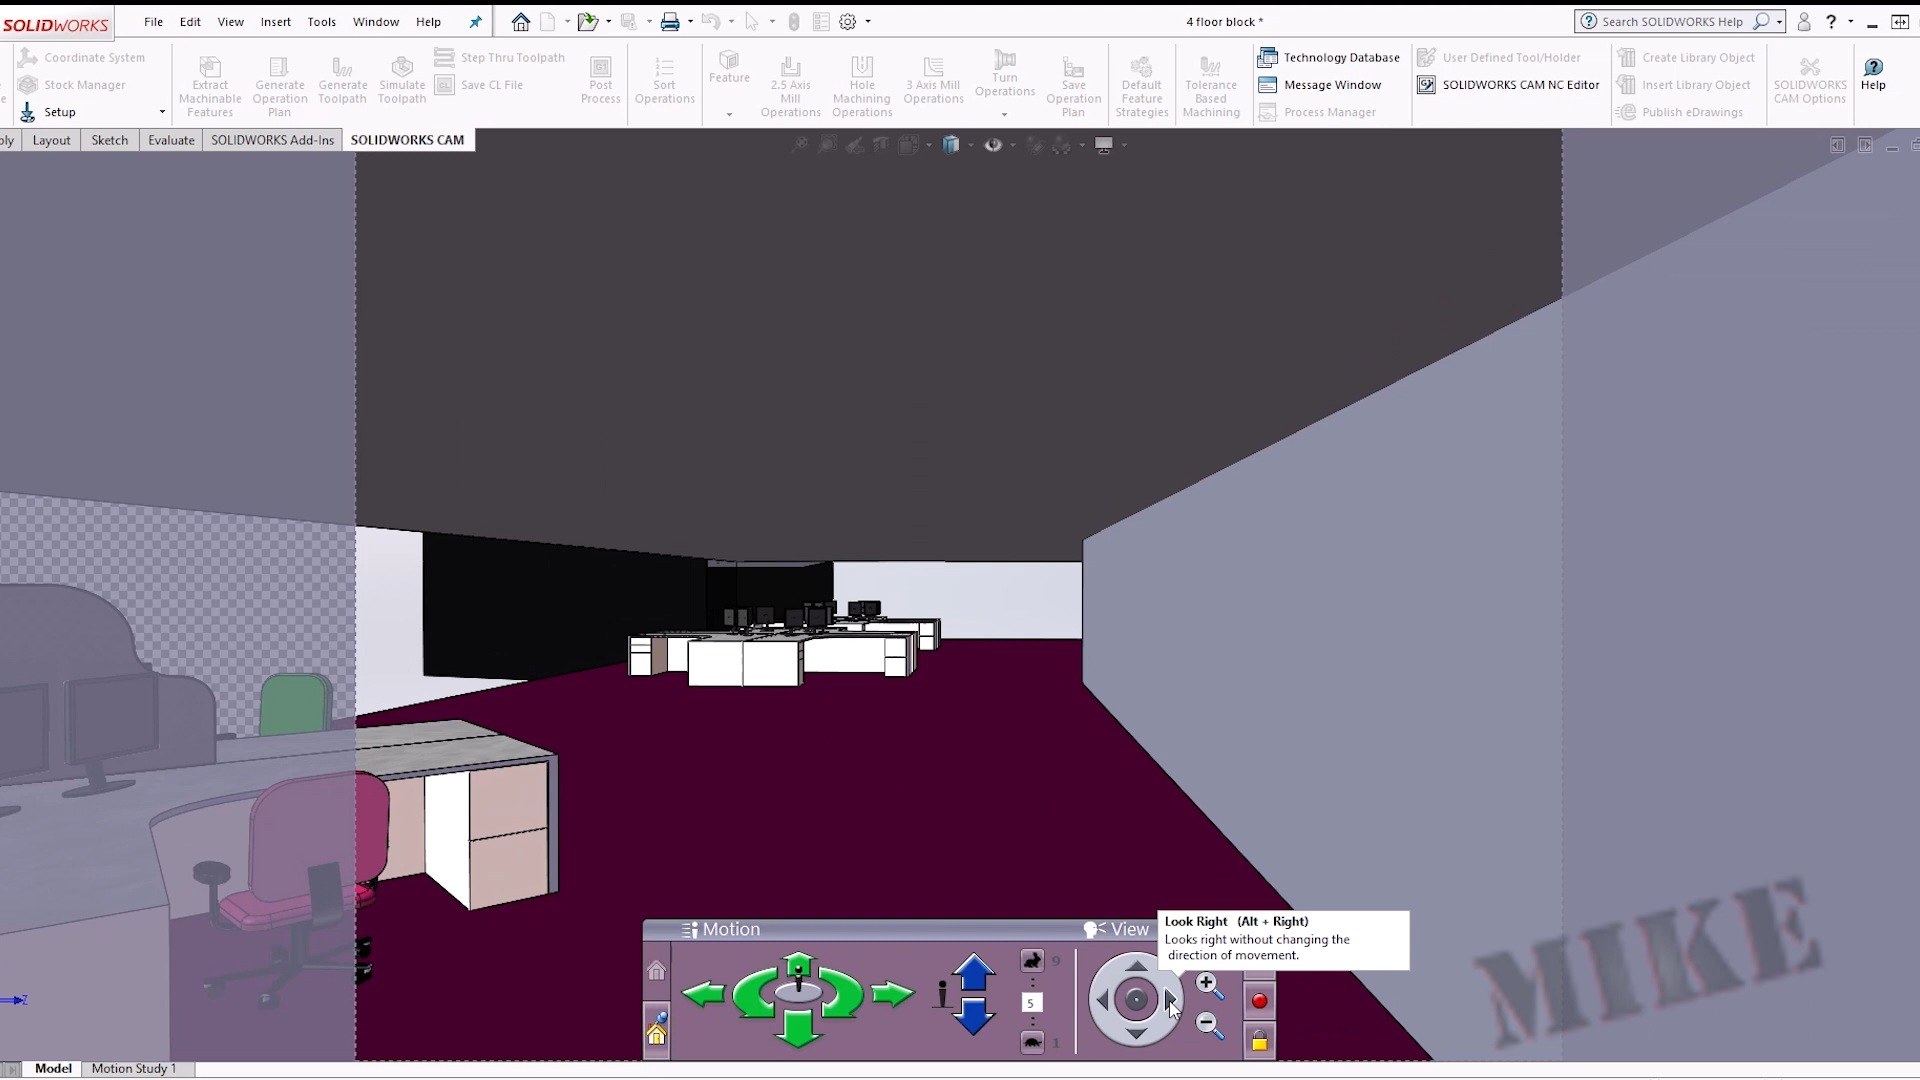 SOLIDWORKS
File Edit View Insert Tools Window Help
4 floor block *
Search SOLIDWORKS Help
?
Coordinate System
Stock Manager
Setup
Extract
Machinable
Features
Generate
Operation
Plan
Generate
Toolpath
Simulate
Toolpath
Step Thru Toolpath
Save CL File
Post
Process
Sort
Operations
Feature
2.5 Axis
Mill
Operations
Hole
Machining
Operations
3 Axis Mill
Operations
Turn
Operations
Save
Operation
Plan
Default
Feature
Strategies
Tolerance
Based
Machining
Technology Database
Message Window
Process Manager
User Defined Tool/Holder
SOLIDWORKS CAM NC Editor
Create Library Object
Insert Library Object
Publish eDrawings
SOLIDWORKS
CAM Options
Help
ply Layout Sketch Evaluate SOLIDWORKS Add-Ins SOLIDWORKS CAM
Motion
View
Look Right (Alt + Right)
Looks right without changing the
direction of movement.
9
5
1
Z
MIKE
Model Motion Study 1